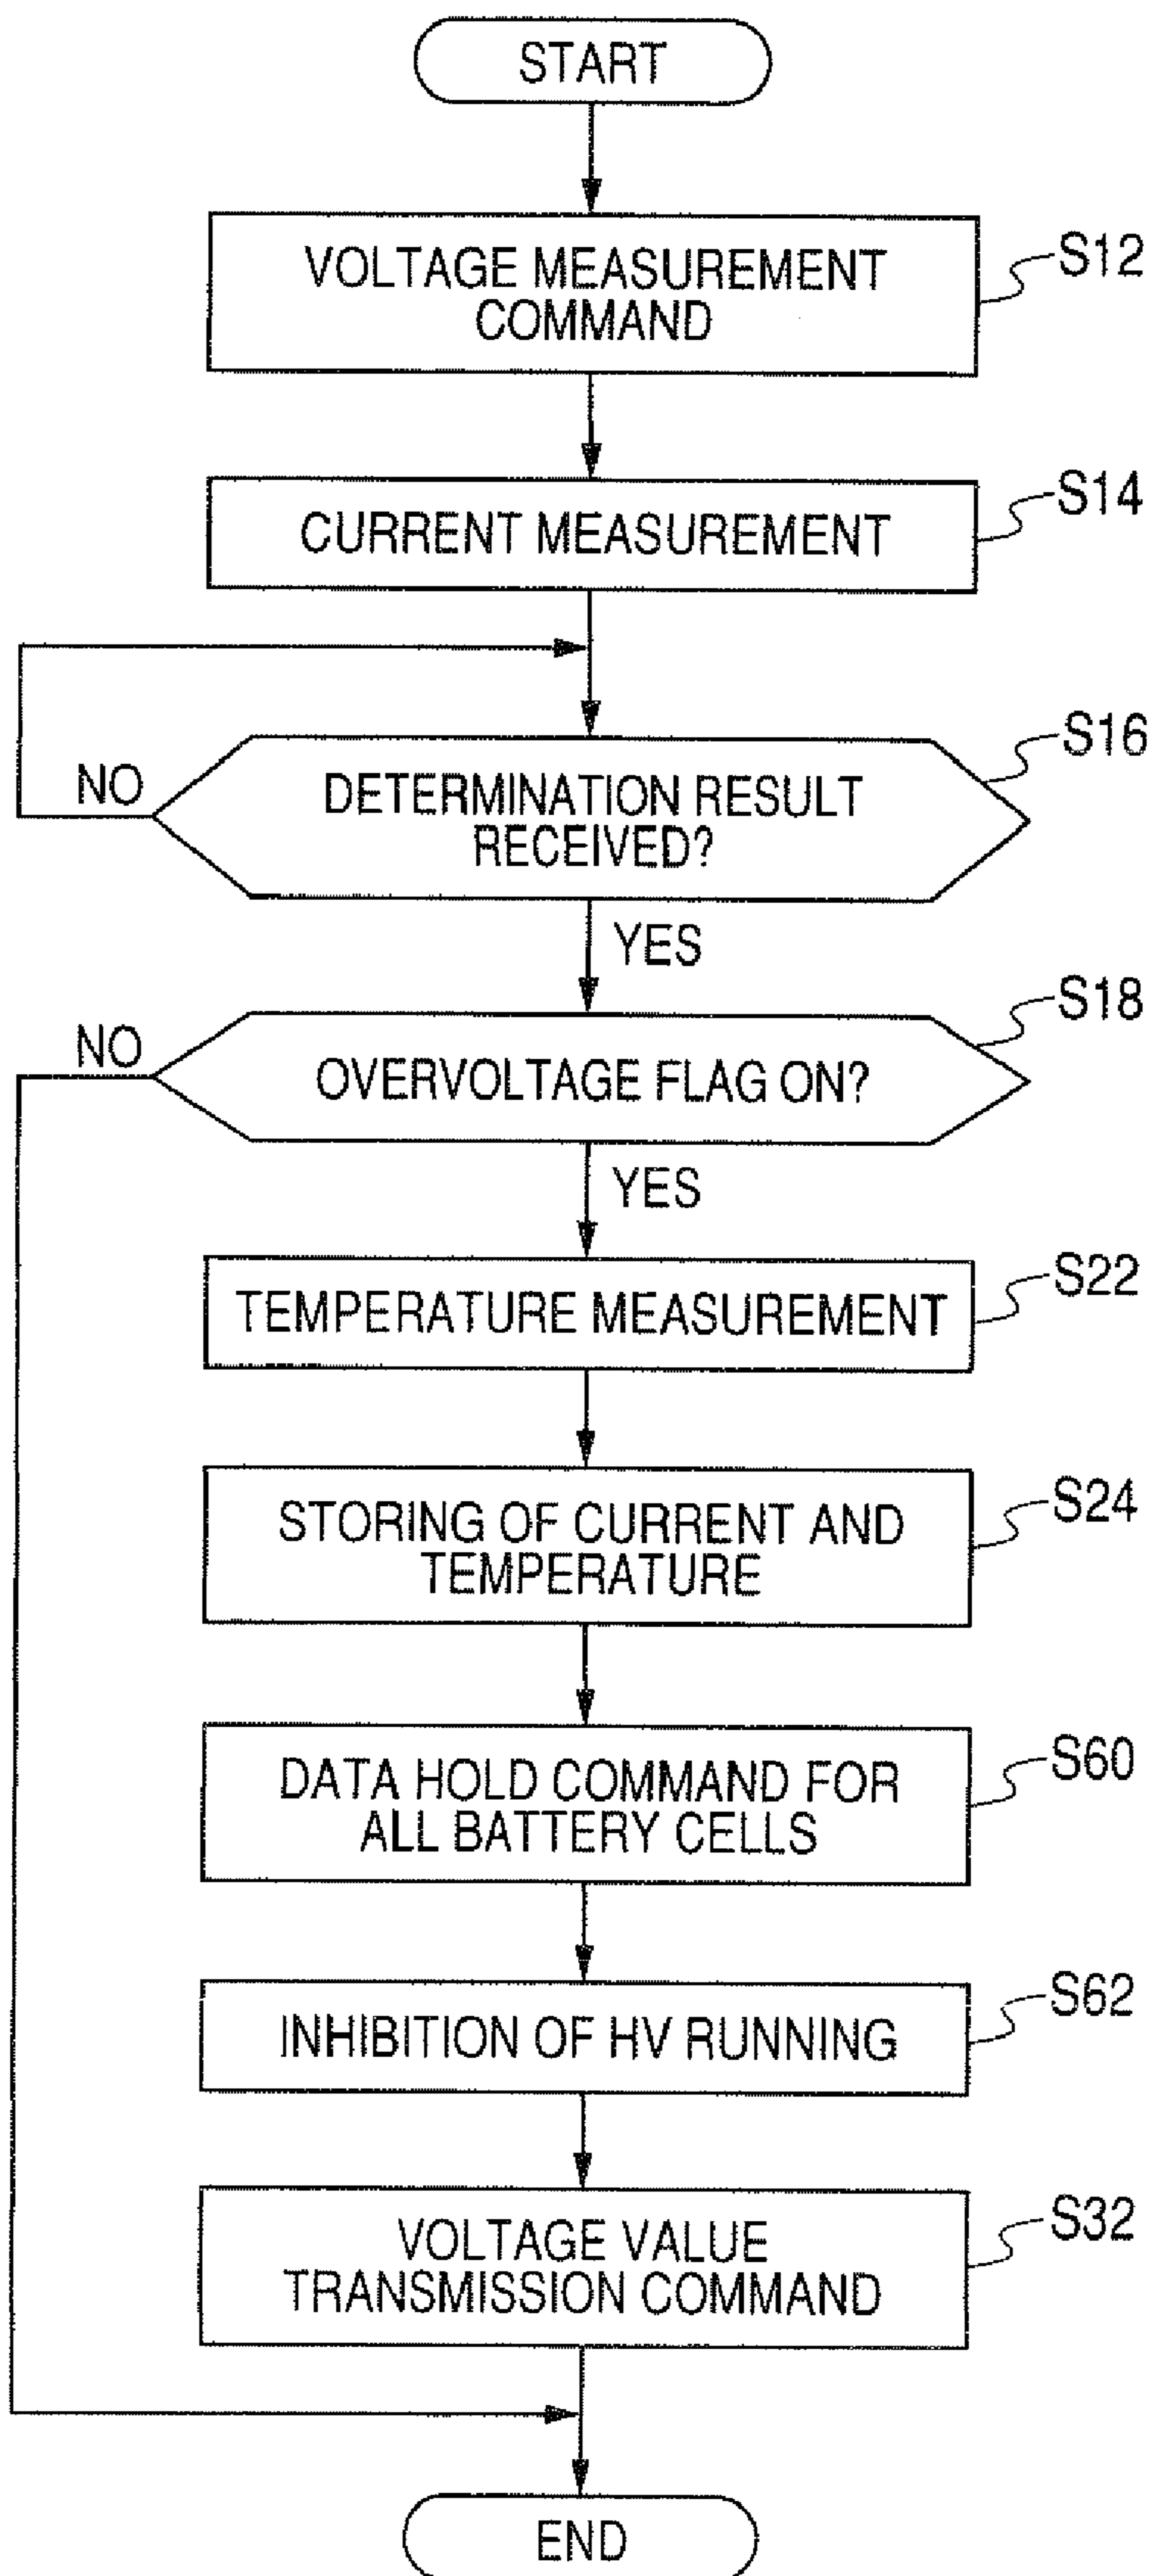 START
VOLTAGE MEASUREMENT
COMMAND
S12
CURRENT MEASUREMENT
S14
DETERMINATION RESULT
RECEIVED?
S16
NO
YES
OVERVOLTAGE FLAG ON?
S18
NO
YES
TEMPERATURE MEASUREMENT
S22
STORING OF CURRENT AND
TEMPERATURE
S24
DATA HOLD COMMAND FOR
ALL BATTERY CELLS
S60
INHIBITION OF HV RUNNING
S62
VOLTAGE VALUE
TRANSMISSION COMMAND
S32
END